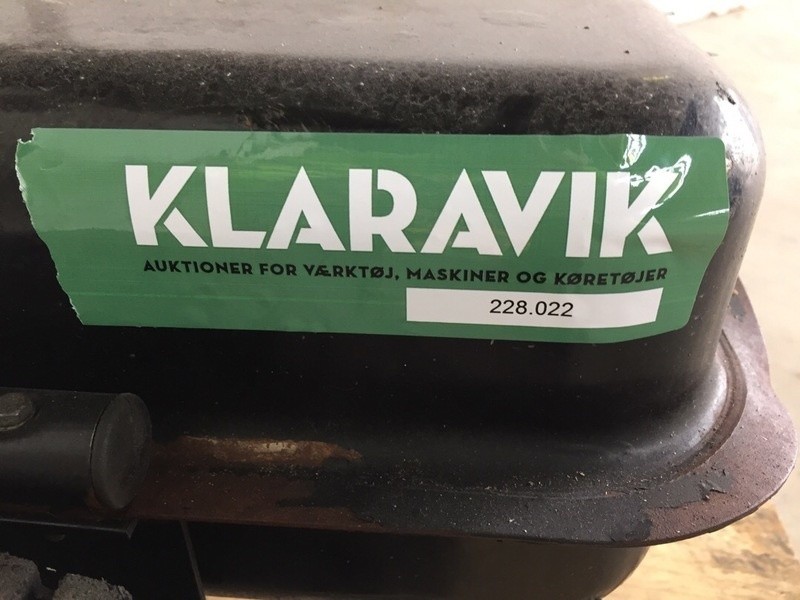 KLARAVIK
AUKTIONER FOR VÆRKTØJ, MASKINER OG KØRETØJER
228.022